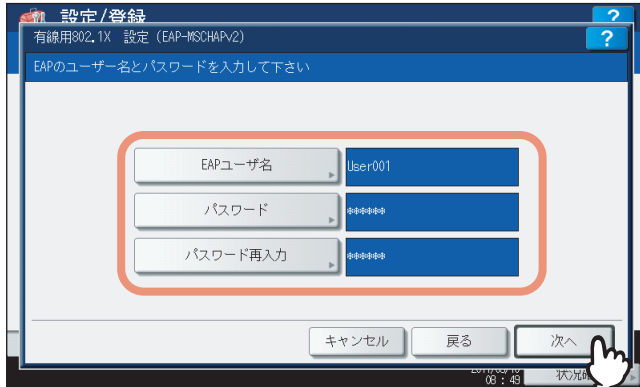 設定/登録
?
有線用802.1X 設定 (EAP-MSCHAPv2)
?
EAPのユーザー名とパスワードを入力して下さい
EAPユーザ名
User001
パスワード
******
パスワード再入力
******
キャンセル
戻る
次へ
08:49
状況